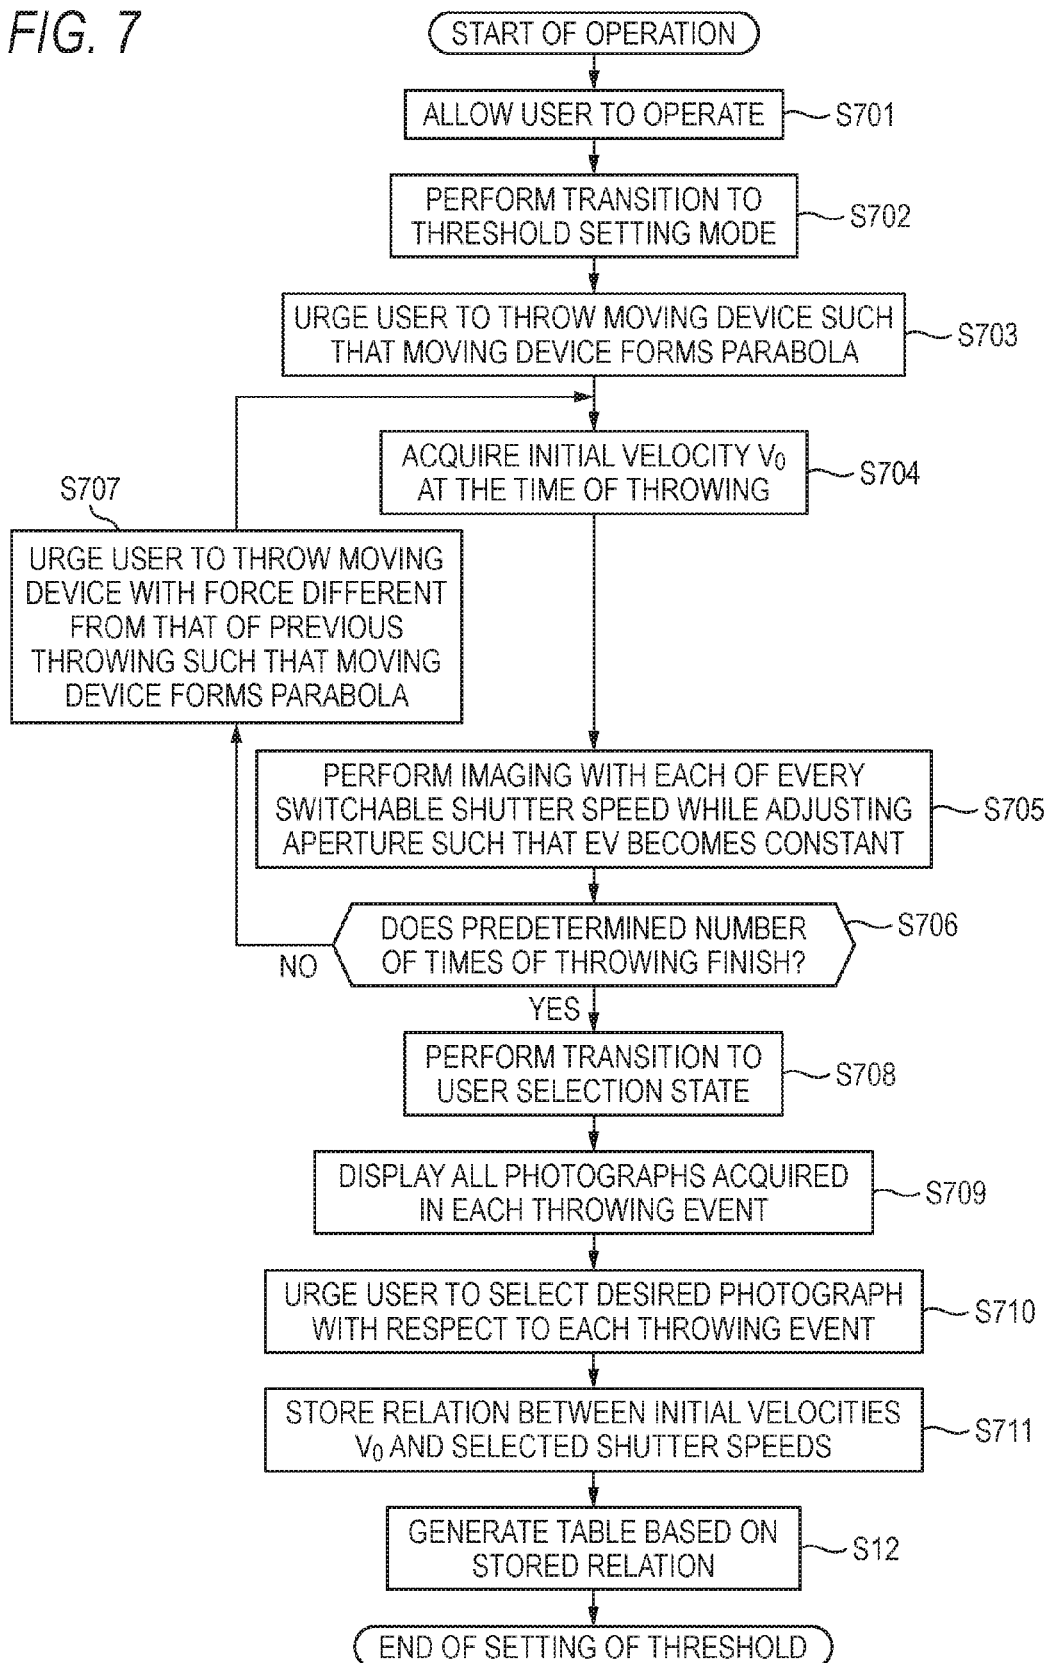 FIG. 7
START OF OPERATION
ALLOW USER TO OPERATE
S701
PERFORM TRANSITION TO
THRESHOLD SETTING MODE
S702
URGE USER TO THROW MOVING DEVICE SUCH
THAT MOVING DEVICE FORMS PARABOLA
S703
ACQUIRE INITIAL VELOCITY V₀
AT THE TIME OF THROWING
S704
S707
URGE USER TO THROW MOVING
DEVICE WITH FORCE DIFFERENT
FROM THAT OF PREVIOUS
THROWING SUCH THAT MOVING
DEVICE FORMS PARABOLA
PERFORM IMAGING WITH EACH OF EVERY
SWITCHABLE SHUTTER SPEED WHILE ADJUSTING
APERTURE SUCH THAT EV BECOMES CONSTANT
S705
DOES PREDETERMINED NUMBER
OF TIMES OF THROWING FINISH?
S706
NO
YES
PERFORM TRANSITION TO
USER SELECTION STATE
S708
DISPLAY ALL PHOTOGRAPHS ACQUIRED
IN EACH THROWING EVENT
S709
URGE USER TO SELECT DESIRED PHOTOGRAPH
WITH RESPECT TO EACH THROWING EVENT
S710
STORE RELATION BETWEEN INITIAL VELOCITIES
V₀ AND SELECTED SHUTTER SPEEDS
S711
GENERATE TABLE BASED ON
STORED RELATION
S12
END OF SETTING OF THRESHOLD